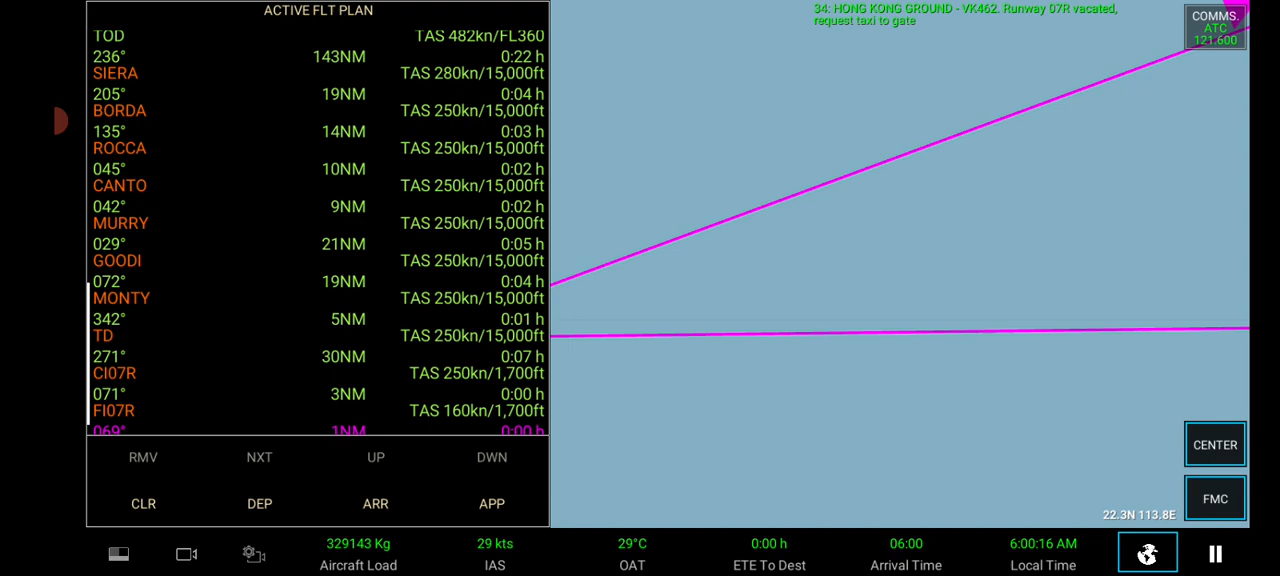 ACTIVE FLT PLAN
TOD TAS 482kn/FL360
236° 143NM 0:22 h
SIERA TAS 280kn/15,000ft
205° 19NM 0:04 h
BORDA TAS 250kn/15,000ft
135° 14NM 0:03 h
ROCCA TAS 250kn/15,000ft
045° 10NM 0:02 h
CANTO TAS 250kn/15,000ft
042° 9NM 0:02 h
MURRY TAS 250kn/15,000ft
029° 21NM 0:05 h
GOODI TAS 250kn/15,000ft
072° 19NM 0:04 h
MONTY TAS 250kn/15,000ft
342° 5NM 0:01 h
TD TAS 250kn/15,000ft
271° 30NM 0:07 h
CI07R TAS 250kn/1,700ft
071° 3NM 0:00 h
FI07R TAS 160kn/1,700ft
069° 1NM 0:00 h
RMV NXT UP DWN
CLR DEP ARR APP
34: HONG KONG GROUND - VK462. Runway 07R vacated,
request taxi to gate
COMMS.
ATC
121.600
CENTER
FMC
22.3N 113.8E
329143 Kg 29 kts 29°C 0:00 h 06:00 6:00:16 AM
Aircraft Load IAS OAT ETE To Dest Arrival Time Local Time